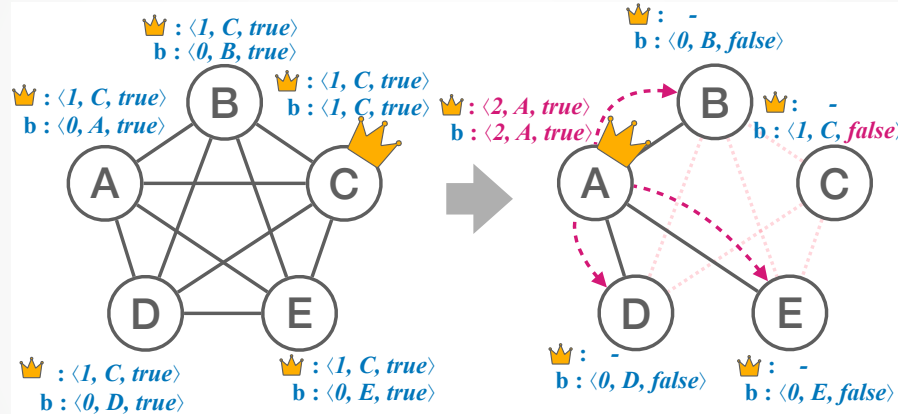 : ⟨1, C, true⟩
b : ⟨0, B, true⟩
: ⟨1, C, true⟩
b : ⟨0, A, true⟩
: ⟨1, C, true⟩
b : ⟨1, C, true⟩
B
A
C
D
E
: ⟨1, C, true⟩
b : ⟨0, D, true⟩
: ⟨1, C, true⟩
b : ⟨0, E, true⟩
: -
b : ⟨0, B, false⟩
: ⟨2, A, true⟩
b : ⟨2, A, true⟩
: -
b : ⟨1, C, false⟩
B
A
C
D
E
: -
b : ⟨0, D, false⟩
: -
b : ⟨0, E, false⟩